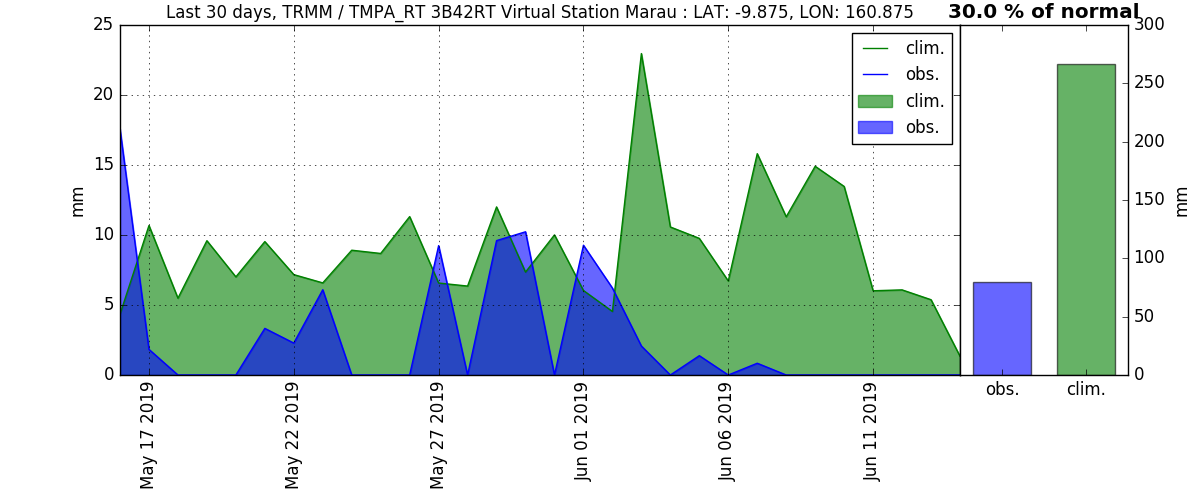 Last 30 days, TRMM / TMPA_RT 3B42RT Virtual Station Marau : LAT: -9.875, LON: 160.875
30.0 % of normal
25
20
15
10
5
0
mm
clim.
obs.
clim.
obs.
300
250
200
150
100
50
0
mm
May 17 2019
May 22 2019
May 27 2019
Jun 01 2019
Jun 06 2019
Jun 11 2019
obs.
clim.